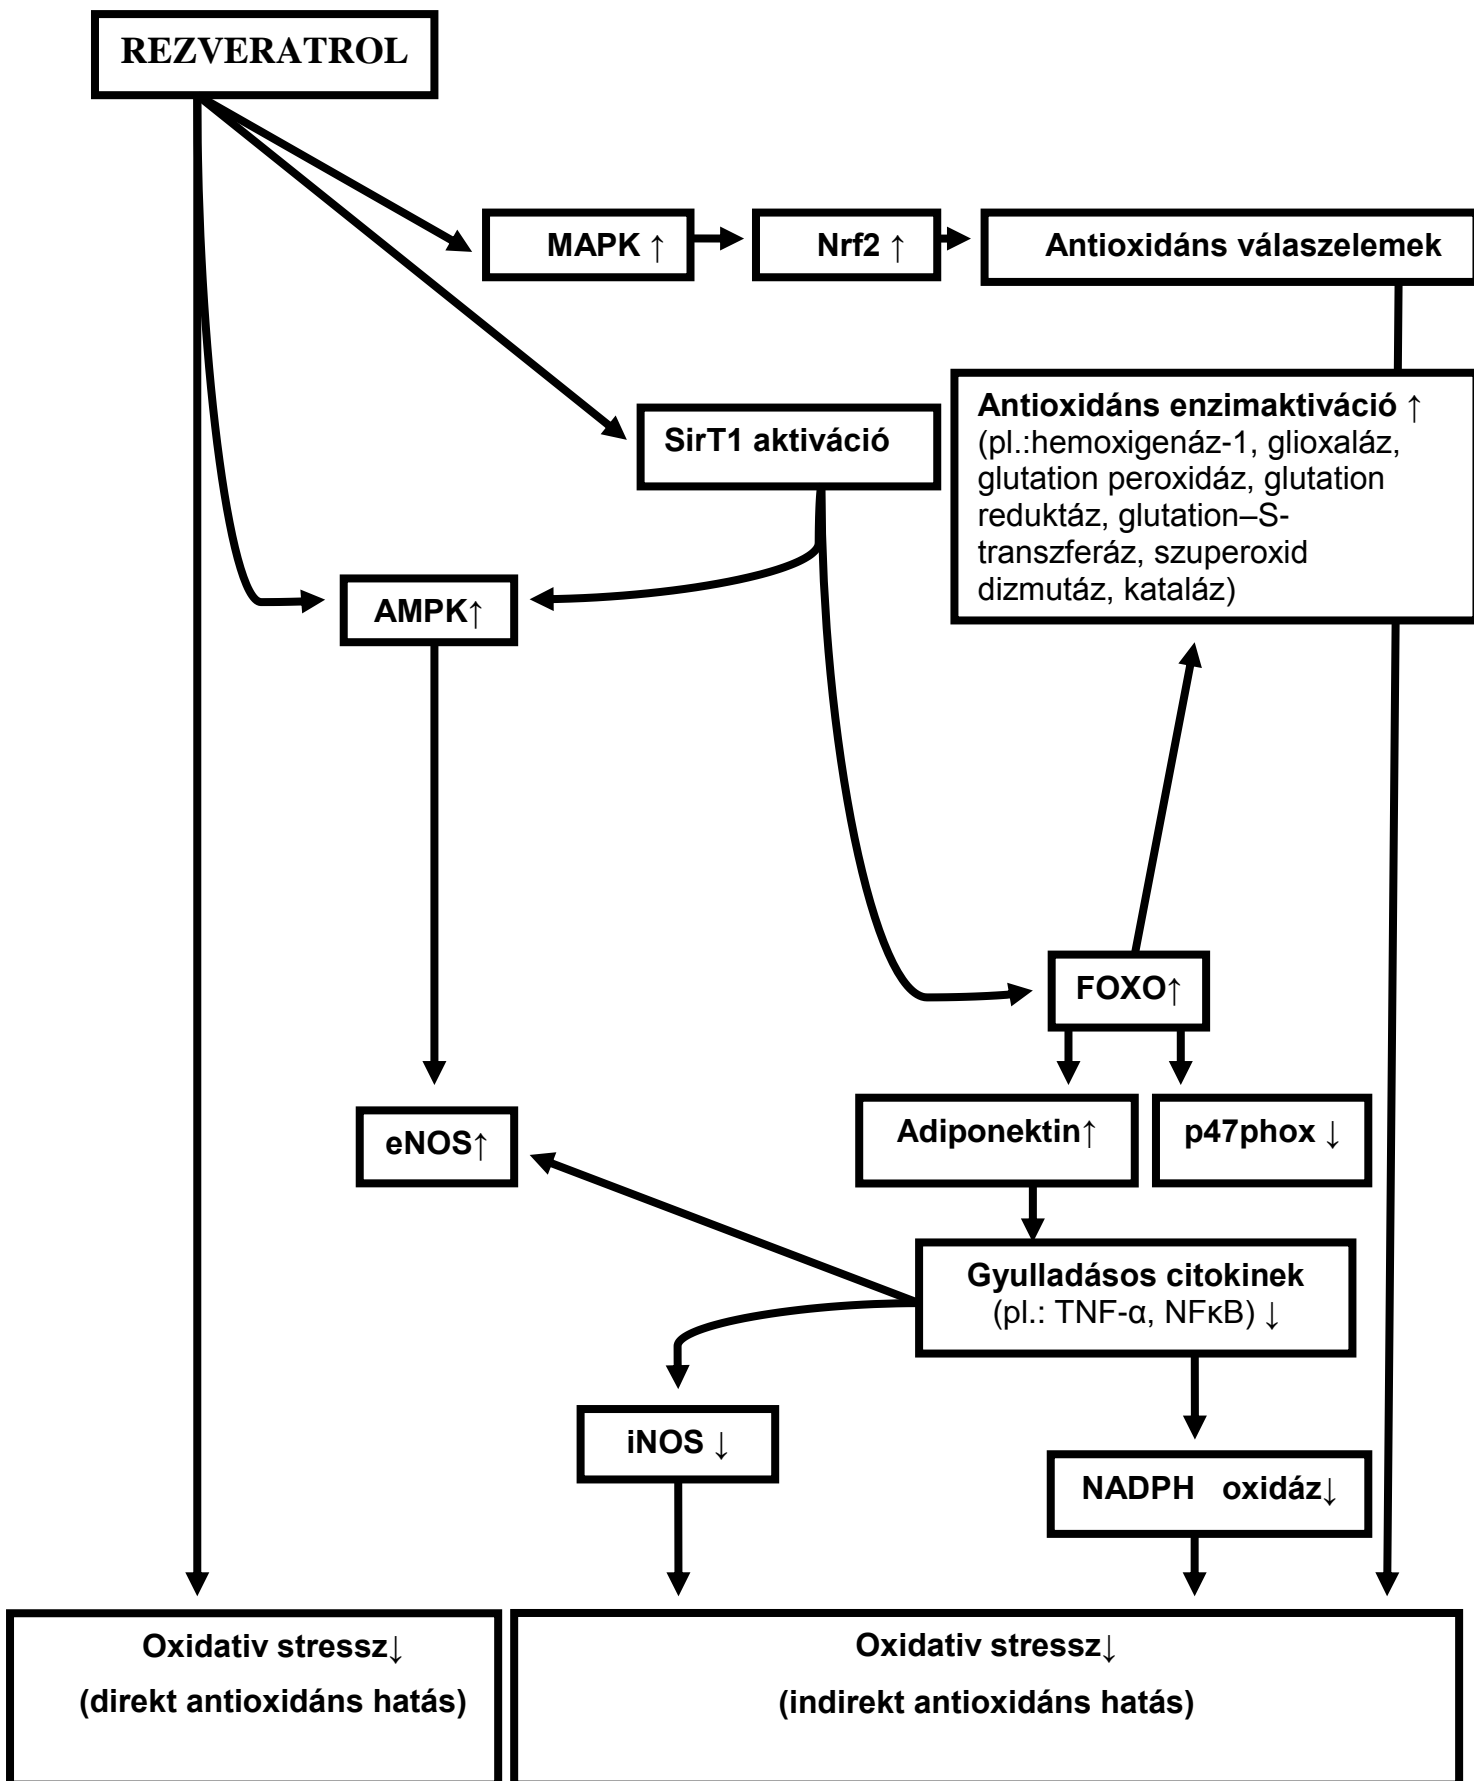 REZVERATROL
MAPK ↑
Nrf2 ↑
Antioxidáns válaszelemek
Antioxidáns enzimaktiváció ↑
(pl.:hemoxigenáz-1, glioxaláz,
glutation peroxidáz, glutation
reduktáz, glutation–S-
transzferáz, szuperoxid
dizmutáz, kataláz)
SirT1 aktiváció
AMPK↑
FOXO↑
Adiponektin↑
p47phox ↓
eNOS↑
Gyulladásos citokinek
(pl.: TNF-α, NFκB) ↓
iNOS ↓
NADPH oxidáz↓
Oxidativ stressz↓
(direkt antioxidáns hatás)
Oxidativ stressz↓
(indirekt antioxidáns hatás)